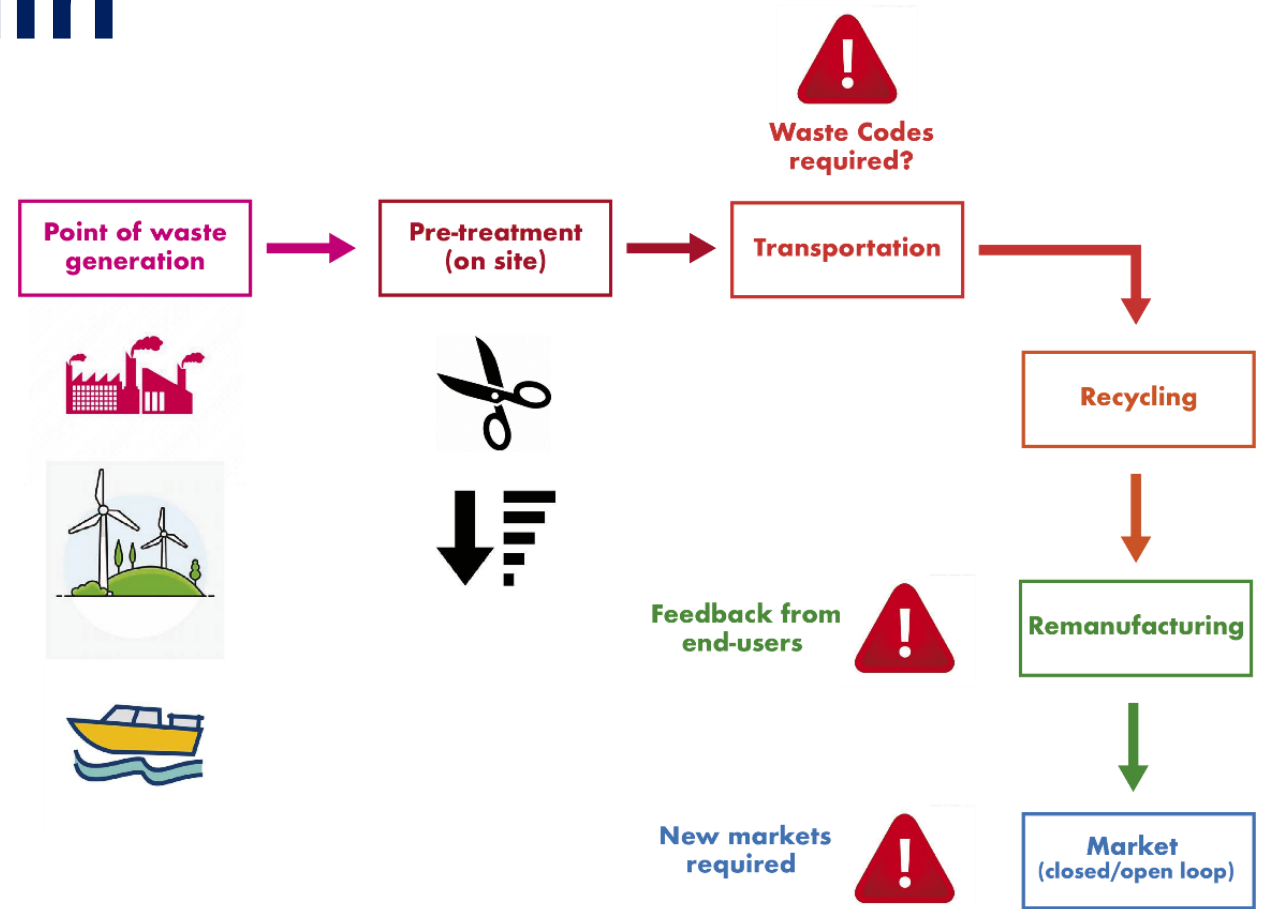 Waste Codes
required?
Point of waste
generation
Pre-treatment
(on site)
Transportation
Recycling
Feedback from
end-users
Remanufacturing
New markets
required
Market
(closed/open loop)